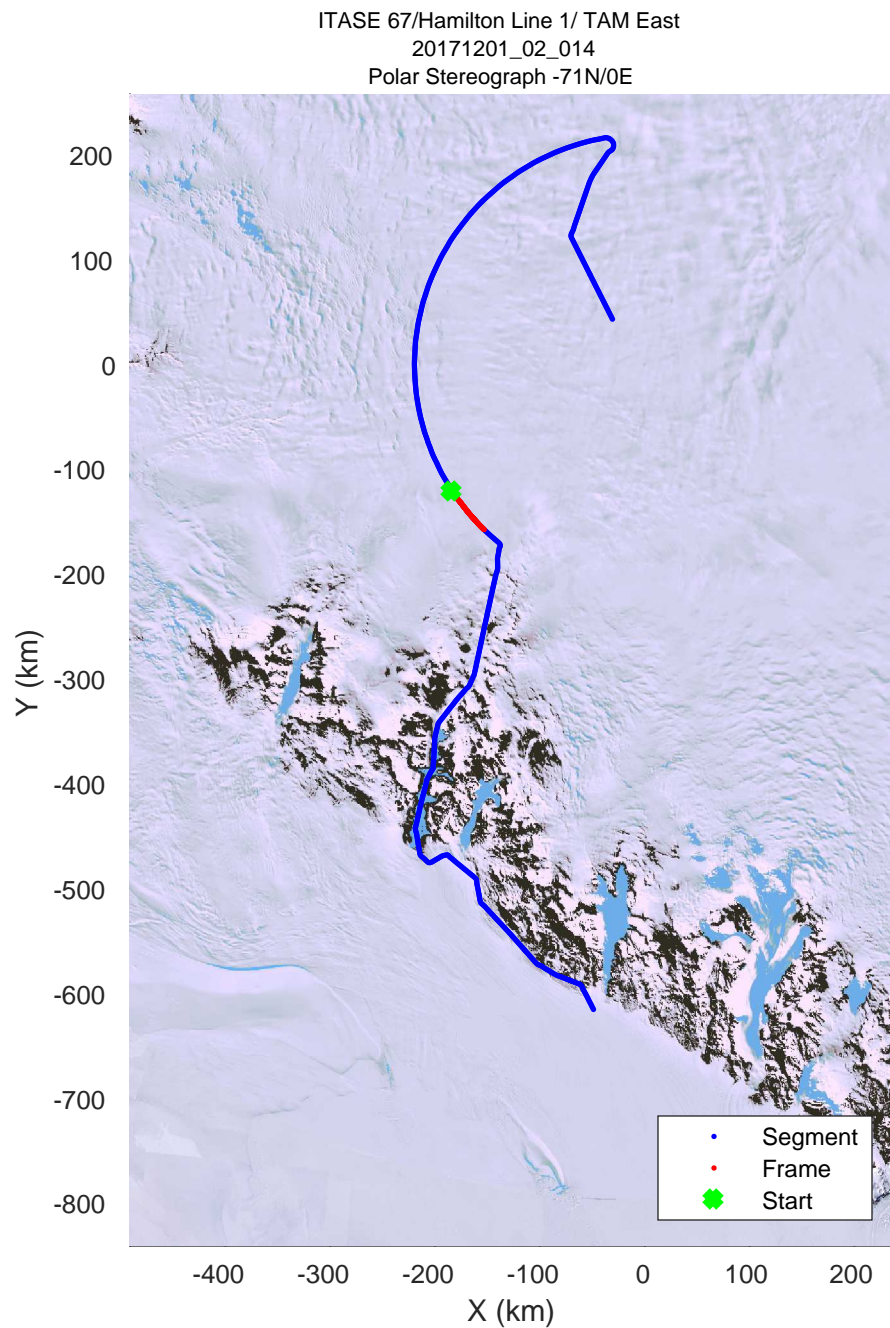 ITASE 67/Hamilton Line 1/ TAM East
20171201_02_014
Polar Stereograph -71N/0E
200
100
0
-100
-200
-300
-400
-500
-600
-700
-800
Y (km)
Segment
Frame
Start
-400 -300 -200 -100 0 100 200
X (km)